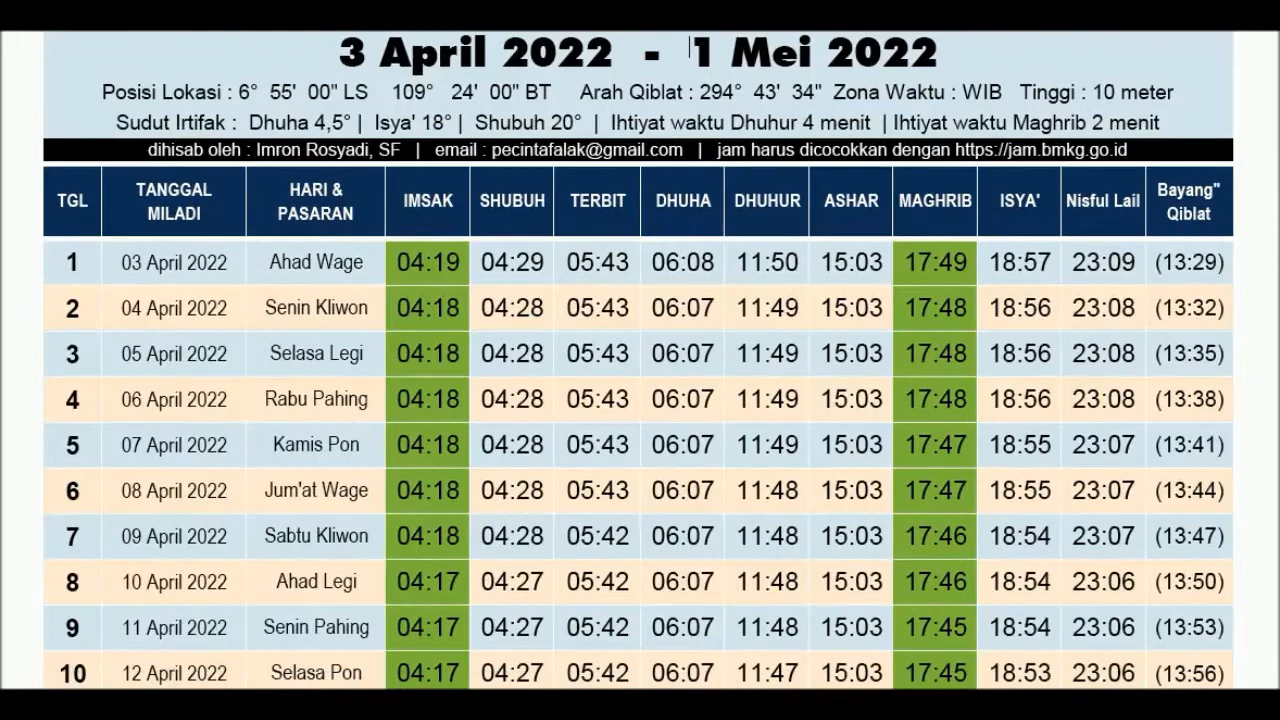 3 April 2022 - 1 Mei 2022
Posisi Lokasi : 6° 55' 00" LS 109° 24' 00" BT Arah Qiblat : 294° 43' 34" Zona Waktu : WIB Tinggi : 10 meter
Sudut Irtifak : Dhuha 4,5° | Isya' 18° | Shubuh 20° | Ihtiyat waktu Dhuhur 4 menit | Ihtiyat waktu Maghrib 2 menit
dihisab oleh : Imron Rosyadi, SF | email : pecintafalak@gmail.com | jam harus dicocokkan dengan https://jam.bmkg.go.id
TGL TANGGAL MILADI HARI & PASARAN IMSAK SHUBUH TERBIT DHUHA DHUHUR ASHAR MAGHRIB ISYA' Nisful Lail Bayang" Qiblat
1 03 April 2022 Ahad Wage 04:19 04:29 05:43 06:08 11:50 15:03 17:49 18:57 23:09 (13:29)
2 04 April 2022 Senin Kliwon 04:18 04:28 05:43 06:07 11:49 15:03 17:48 18:56 23:08 (13:32)
3 05 April 2022 Selasa Legi 04:18 04:28 05:43 06:07 11:49 15:03 17:48 18:56 23:08 (13:35)
4 06 April 2022 Rabu Pahing 04:18 04:28 05:43 06:07 11:49 15:03 17:48 18:56 23:08 (13:38)
5 07 April 2022 Kamis Pon 04:18 04:28 05:43 06:07 11:49 15:03 17:47 18:55 23:07 (13:41)
6 08 April 2022 Jum'at Wage 04:18 04:28 05:43 06:07 11:48 15:03 17:47 18:55 23:07 (13:44)
7 09 April 2022 Sabtu Kliwon 04:18 04:28 05:42 06:07 11:48 15:03 17:46 18:54 23:07 (13:47)
8 10 April 2022 Ahad Legi 04:17 04:27 05:42 06:07 11:48 15:03 17:46 18:54 23:06 (13:50)
9 11 April 2022 Senin Pahing 04:17 04:27 05:42 06:07 11:48 15:03 17:45 18:54 23:06 (13:53)
10 12 April 2022 Selasa Pon 04:17 04:27 05:42 06:07 11:47 15:03 17:45 18:53 23:06 (13:56)